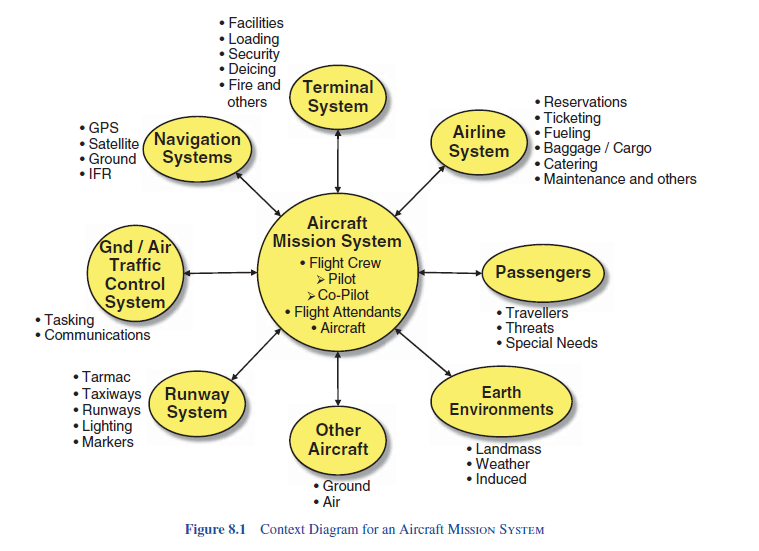 • Facilities
• Loading
• Security
• Deicing
• Fire and
others
Terminal
System
• Reservations
• Ticketing
• Fueling
• Baggage / Cargo
• Catering
• Maintenance and others
Airline
System
• GPS
• Satellite
• Ground
• IFR
Navigation
Systems
Aircraft
Mission System
• Flight Crew
➢ Pilot
➢ Co-Pilot
• Flight Attendants
• Aircraft
Gnd / Air
Traffic
Control
System
• Tasking
• Communications
Passengers
• Travellers
• Threats
• Special Needs
• Tarmac
• Taxiways
• Runways
• Lighting
• Markers
Runway
System
Other
Aircraft
• Ground
• Air
Earth
Environments
• Landmass
• Weather
• Induced
Figure 8.1 Context Diagram for an Aircraft MISSION SYSTEM